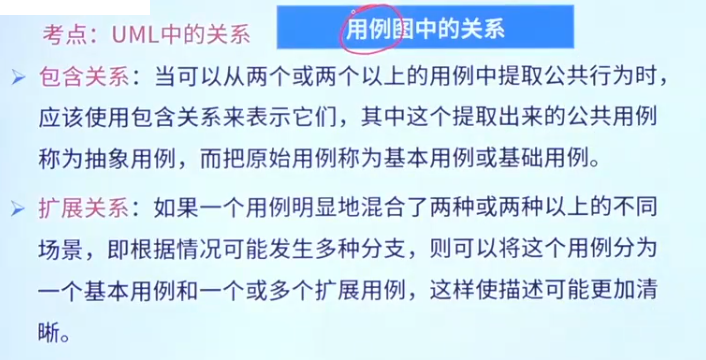 考点：UML中的关系
用例图中的关系
包含关系：当可以从两个或两个以上的用例中提取公共行为时，
应该使用包含关系来表示它们，其中这个提取出来的公共用例
称为抽象用例，而把原始用例称为基本用例或基础用例。
扩展关系：如果一个用例明显地混合了两种或两种以上的不同
场景，即根据情况可能发生多种分支，则可以将这个用例分为
一个基本用例和一个或多个扩展用例，这样使描述可能更加清
晰。